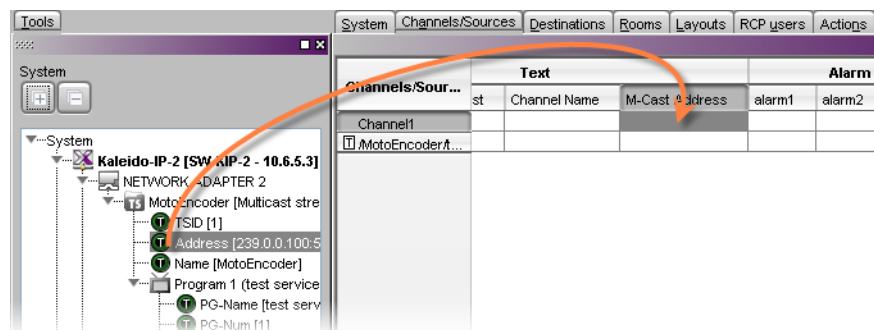 Tools
System Channels/Sources Destinations Rooms Layouts RCP users Actions
System
Channels/Sour...
Text
Alarm
st Channel Name M-Cast Address alarm1 alarm2
Channel1
T /MotoEncoder/t...
System
Kaleido-IP-2 [SW-KIP-2 - 10.6.5.3]
NETWORK ADAPTER 2
TS MotoEncoder [Multicast stre
T TSID [1]
T Address [239.0.0.100:5
T Name [MotoEncoder]
Program 1 (test service
T PG-Name [test serv
T PG-Num [1]